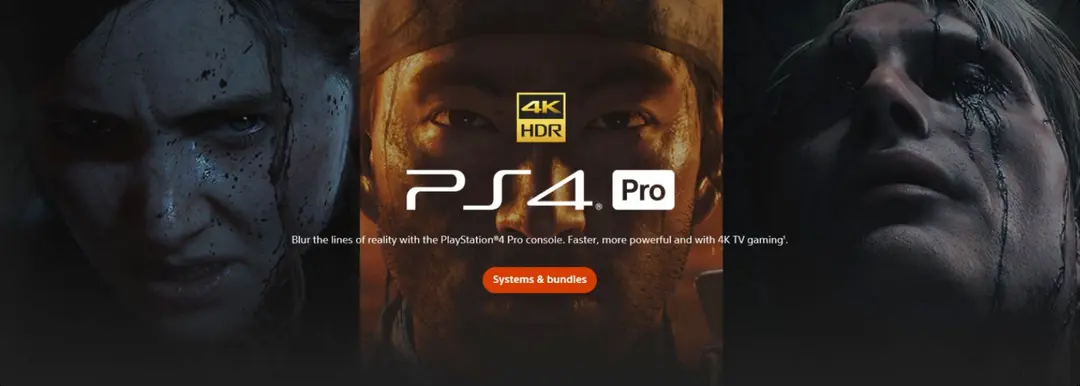 4K
HDR
PS4® Pro
Blur the lines of reality with the PlayStation®4 Pro console. Faster, more powerful and with 4K TV gaming¹.
Systems & bundles